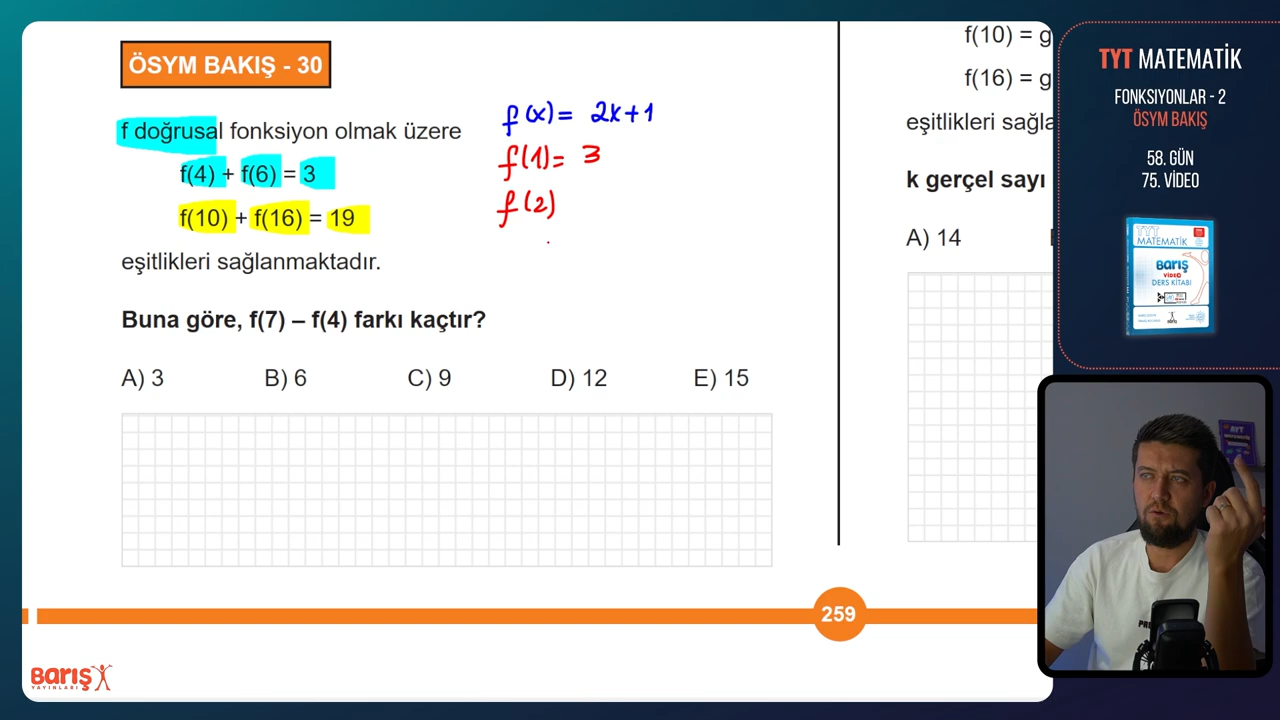 ÖSYM BAKIŞ - 30
f doğrusal fonksiyon olmak üzere
f(4) + f(6) = 3
f(10) + f(16) = 19
eşitlikleri sağlanmaktadır.
Buna göre, f(7) – f(4) farkı kaçtır?
A) 3 B) 6 C) 9 D) 12 E) 15
f(x) = 2x+1
f(1) = 3
f(2)
f(10) = g
f(16) = g
eşitlikleri sağla
k gerçel sayı
A) 14
259
BARIŞ
YAYINLARI
TYT MATEMATİK
FONKSIYONLAR - 2
ÖSYM BAKIŞ
58. GÜN
75. VİDEO
TYT
MATEMATİK
BARIŞ
VİDEO
DERS KİTABI